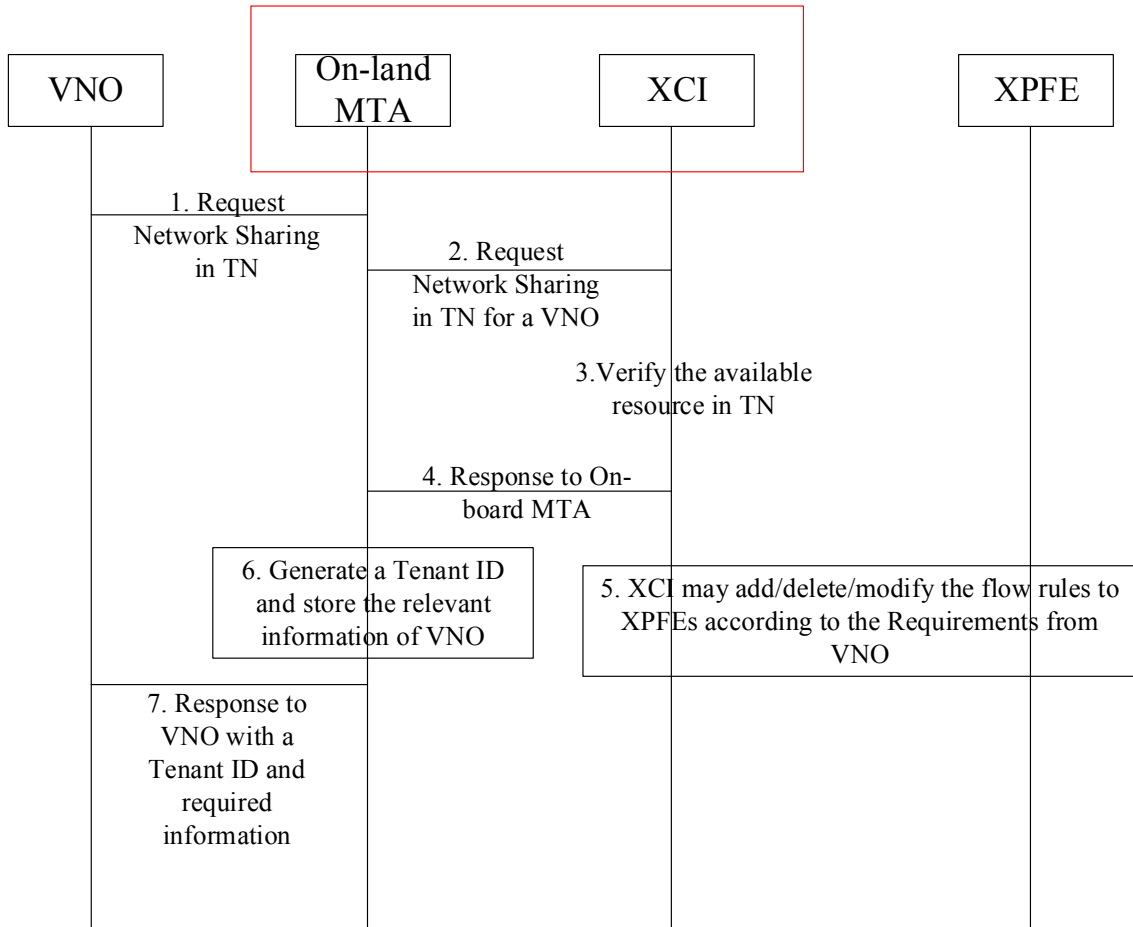 VNO
On-land
MTA
XCI
XPFE
1. Request
Network Sharing
in TN
2. Request
Network Sharing
in TN for a VNO
3.Verify the available
resource in TN
4. Response to On-
board MTA
6. Generate a Tenant ID
and store the relevant
information of VNO
5. XCI may add/delete/modify the flow rules to
XPFEs according to the Requirements from
VNO
7. Response to
VNO with a
Tenant ID and
required
information